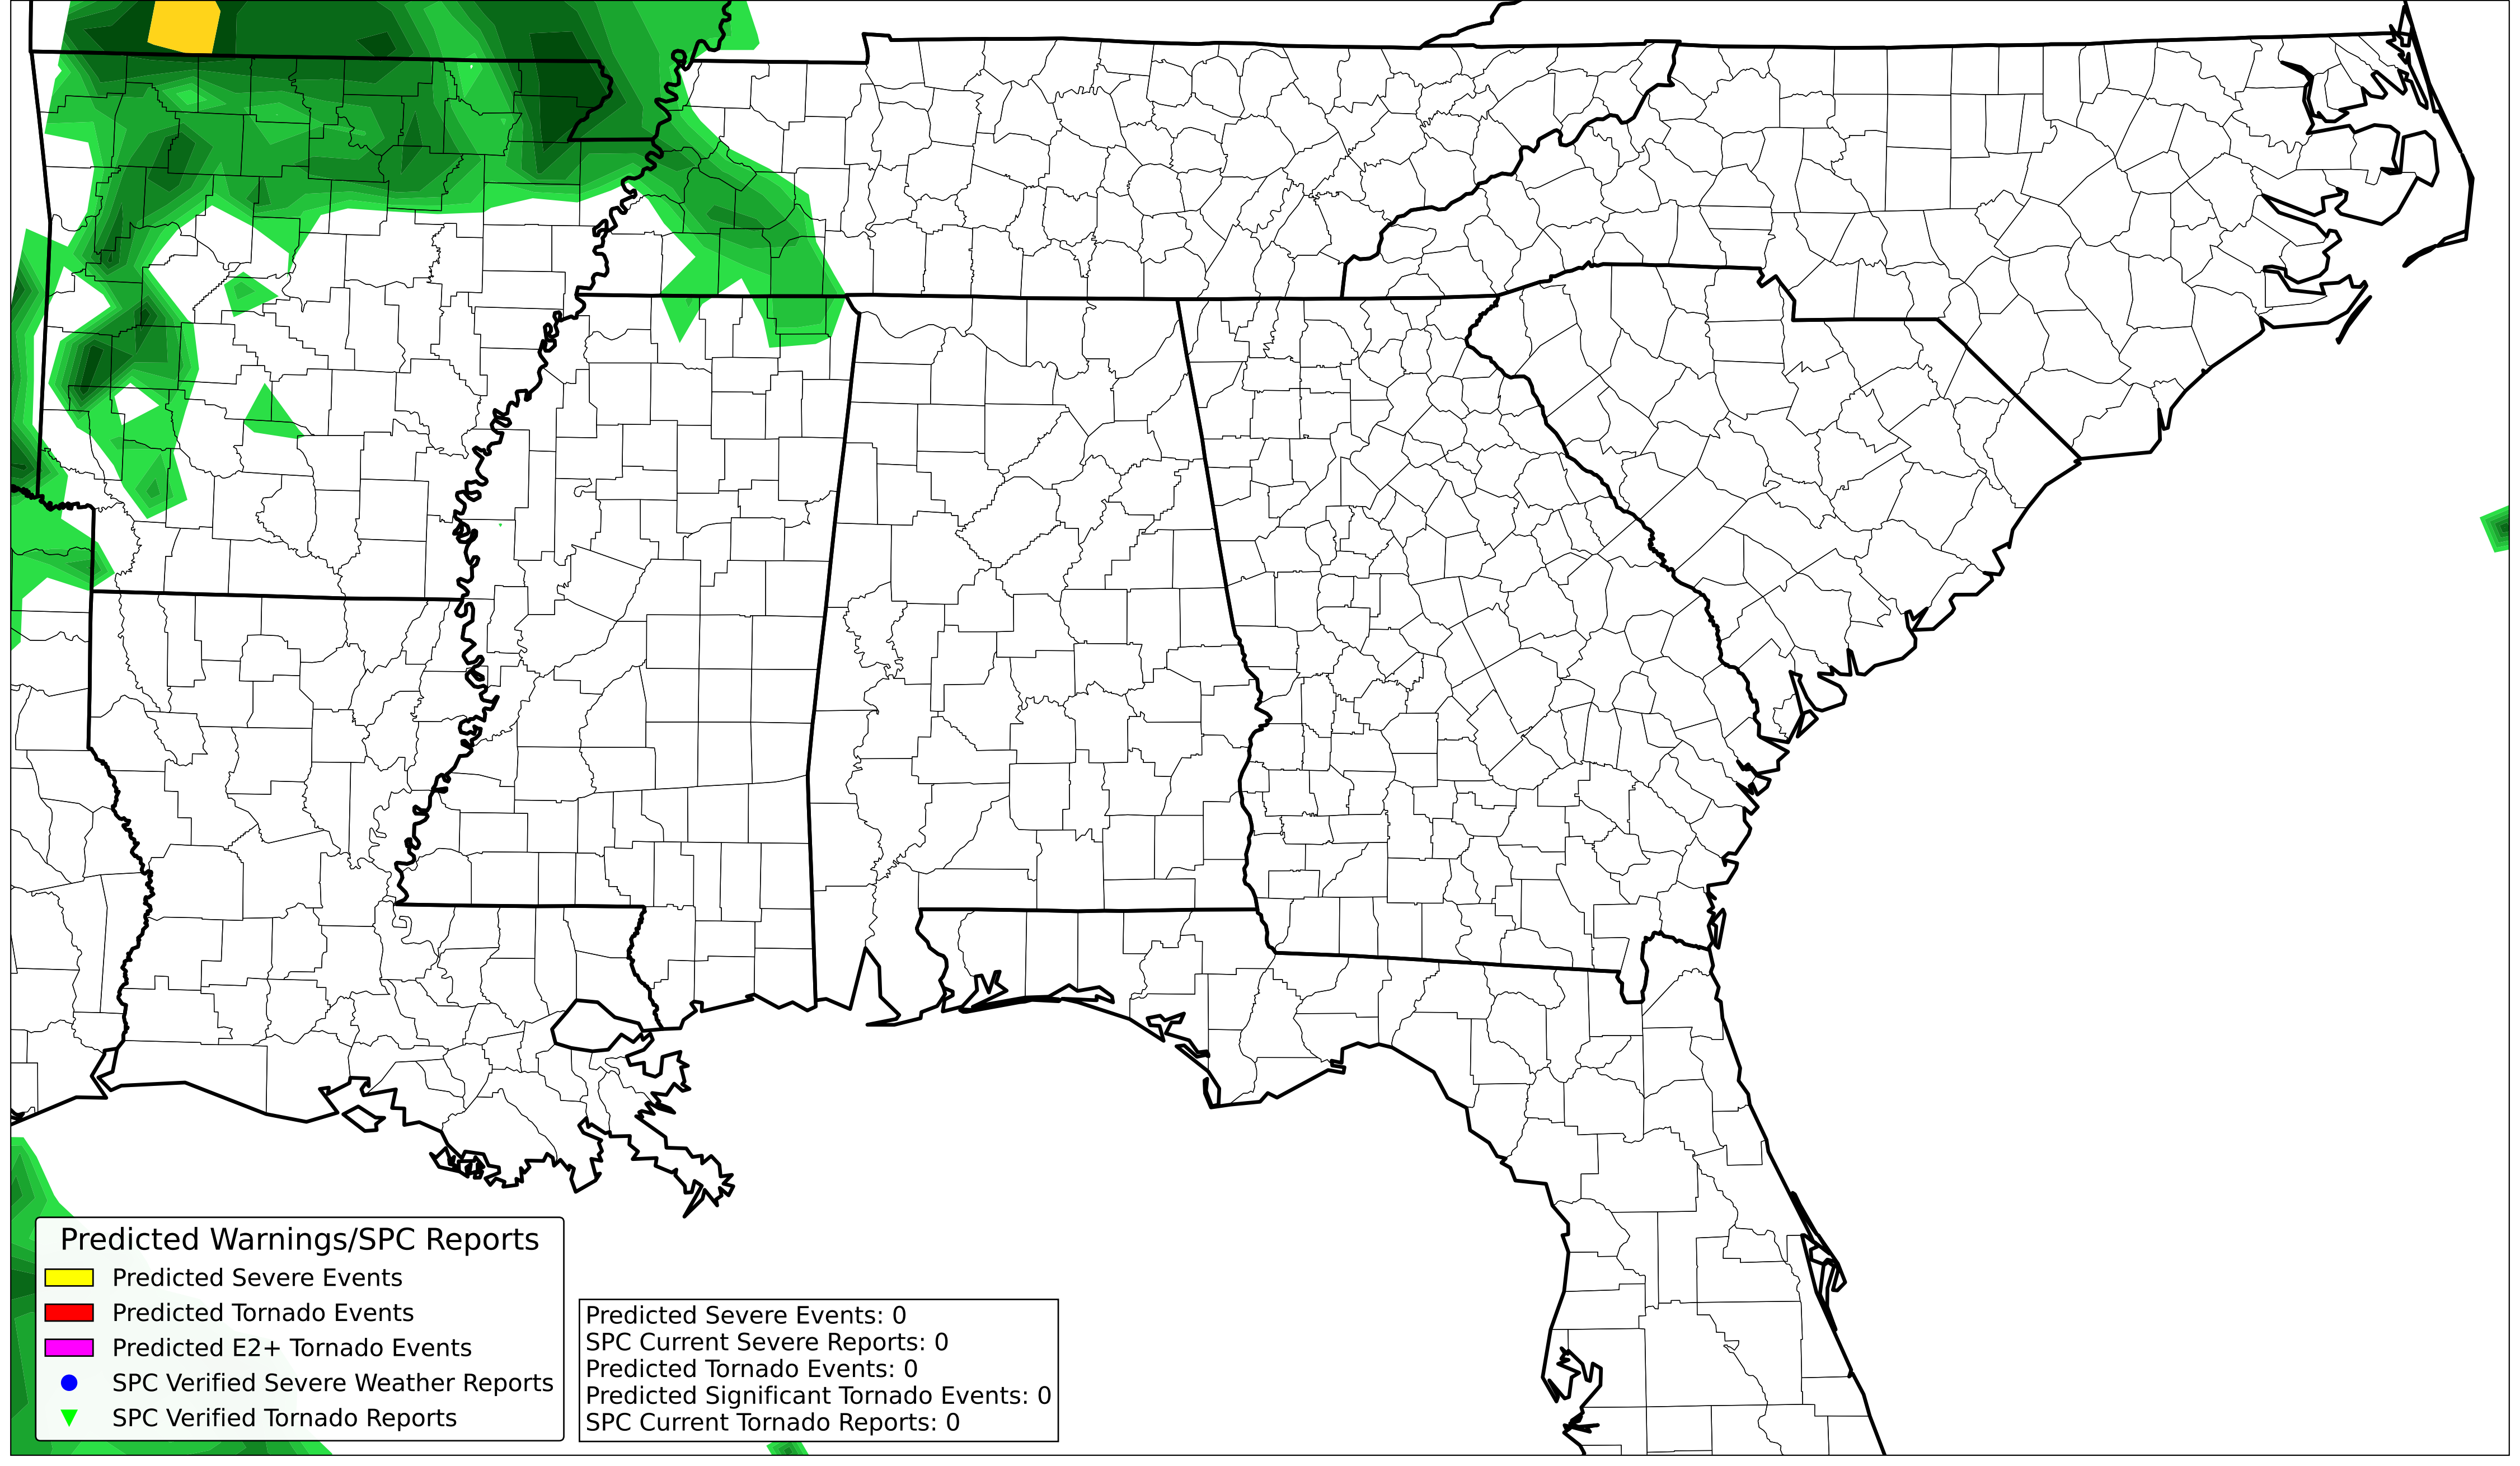 Predicted Warnings/SPC Reports
Predicted Severe Events
Predicted Tornado Events
Predicted E2+ Tornado Events
SPC Verified Severe Weather Reports
SPC Verified Tornado Reports
Predicted Severe Events: 0
SPC Current Severe Reports: 0
Predicted Tornado Events: 0
Predicted Significant Tornado Events: 0
SPC Current Tornado Reports: 0